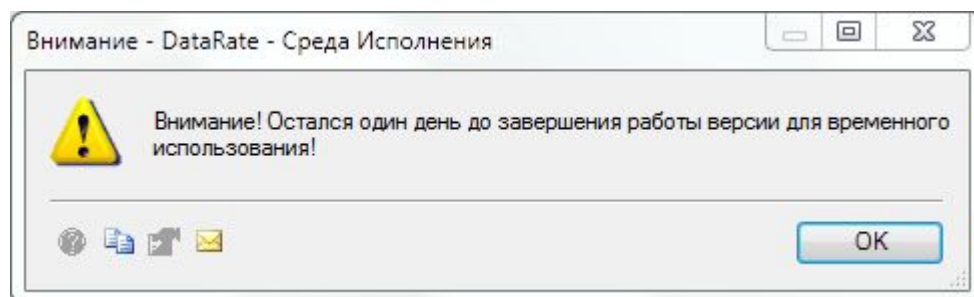 Внимание - DataRate - Среда Исполнения
Внимание! Остался один день до завершения работы версии для временного
использования!
OK